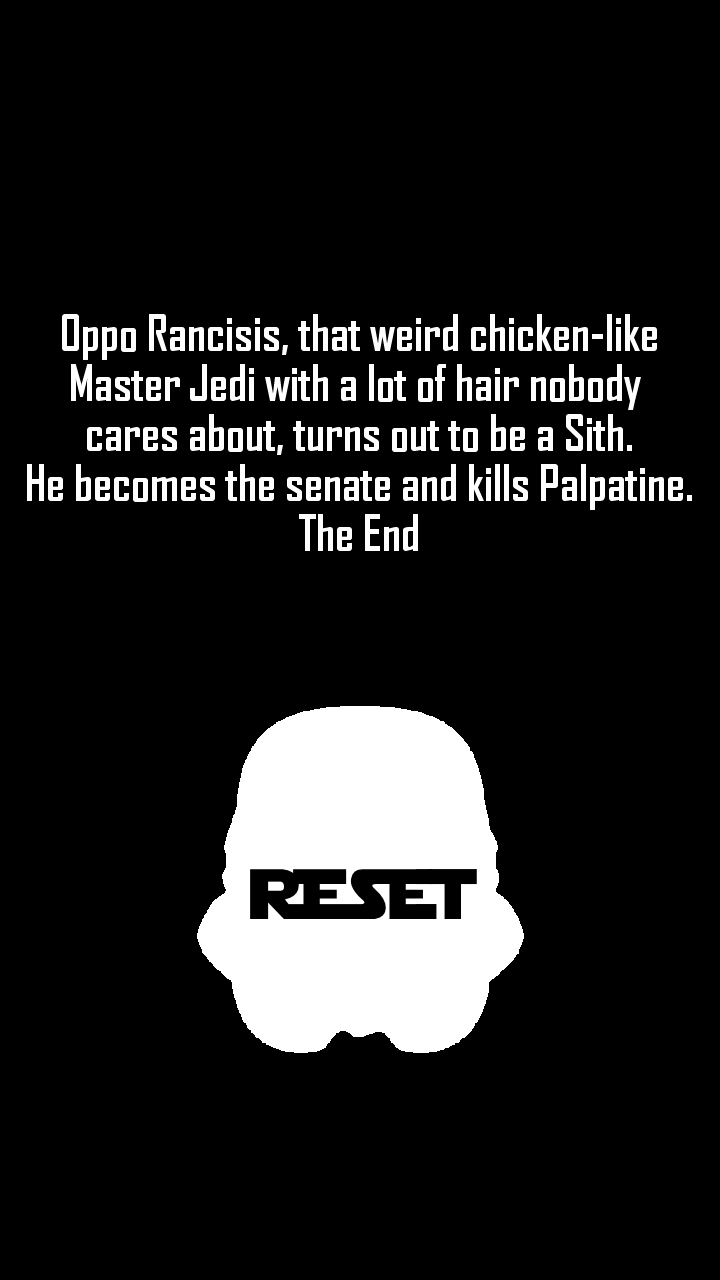 Oppo Rancisis, that weird chicken-like
Master Jedi with a lot of hair nobody
cares about, turns out to be a Sith.
He becomes the senate and kills Palpatine.
The End
RESET